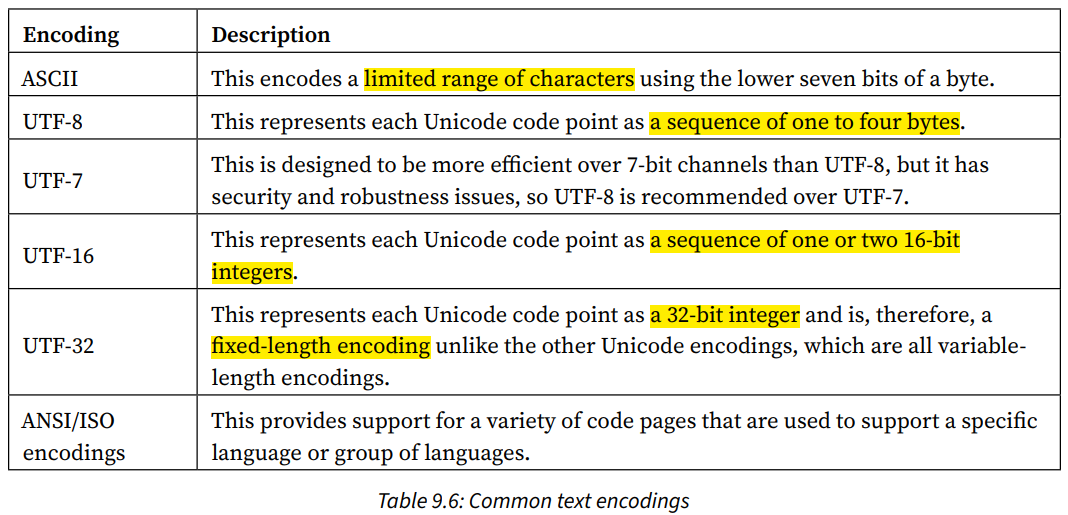 Encoding Description
ASCII This encodes a limited range of characters using the lower seven bits of a byte.
UTF-8 This represents each Unicode code point as a sequence of one to four bytes.
UTF-7 This is designed to be more efficient over 7-bit channels than UTF-8, but it has
security and robustness issues, so UTF-8 is recommended over UTF-7.
UTF-16 This represents each Unicode code point as a sequence of one or two 16-bit
integers.
UTF-32 This represents each Unicode code point as a 32-bit integer and is, therefore, a
fixed-length encoding unlike the other Unicode encodings, which are all variable-
length encodings.
ANSI/ISO This provides support for a variety of code pages that are used to support a specific
encodings language or group of languages.
Table 9.6: Common text encodings